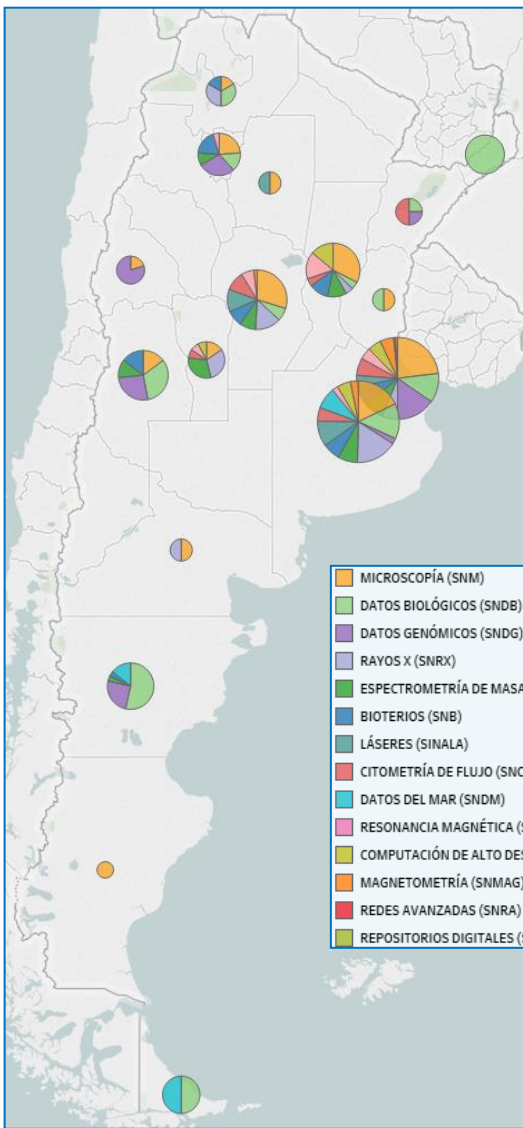 MICROSCOPÍA (SNM)
DATOS BIOLÓGICOS (SNDB)
DATOS GENÓMICOS (SNDG)
RAYOS X (SNRX)
ESPECTROMETRÍA DE MASA
BIOTERIOS (SNB)
LÁSERES (SINALA)
CITOMETRÍA DE FLUJO (SNC
DATOS DEL MAR (SNDM)
RESONANCIA MAGNÉTICA (S
COMPUTACIÓN DE ALTO DES
MAGNETOMETRÍA (SNMAG)
REDES AVANZADAS (SNRA)
REPOSITORIOS DIGITALES (S